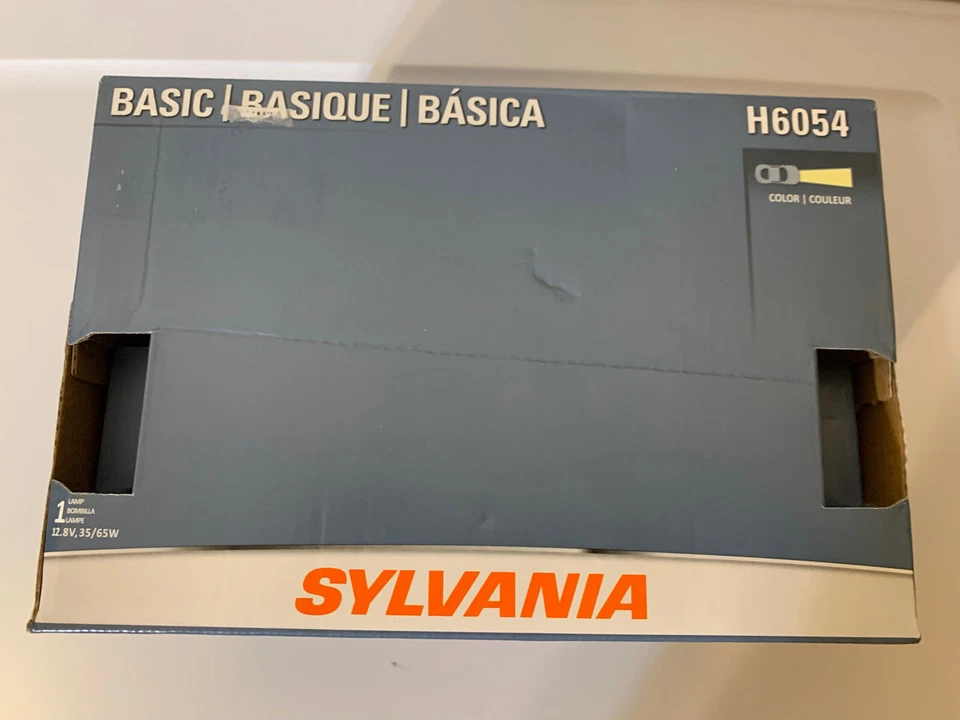 BASIC | BASIQUE | BÁSICA
H6054
COLOR | COULEUR
1 LAMP
BOMBILLA
LAMPE
12.8V, 35/65W
SYLVANIA